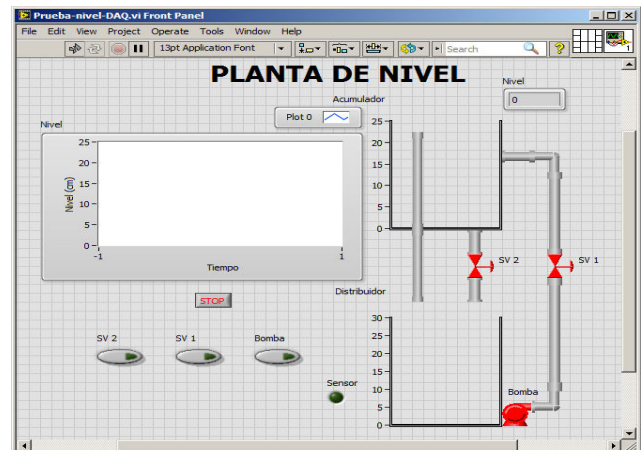 Prueba-nivel-DAQ.vi Front Panel
File Edit View Project Operate Tools Window Help
13pt Application Font Search
PLANTA DE NIVEL
Nivel
0
Acumulador
Plot 0
Nivel
25
20
15
10
5
0
Nivel (cm)
-1 1
Tiempo
25
20
15
10
5
0
SV 2
SV 1
STOP
Distribuidor
30
25
20
15
10
5
0
SV 2 SV 1 Bomba
Sensor
Bomba
1